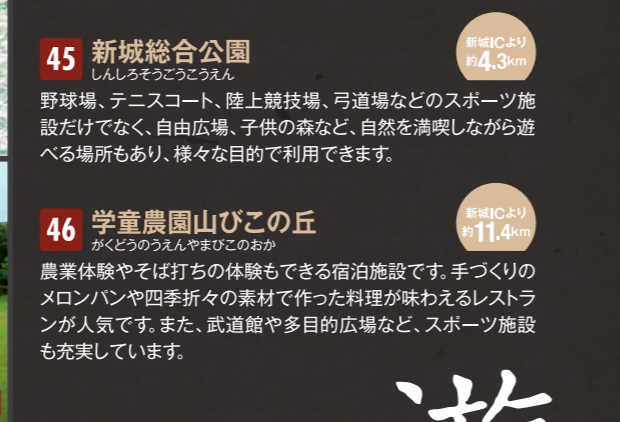 45 新城総合公園
しんしろそうごうこうえん
新城ICより
約4.3km
野球場、テニスコート、陸上競技場、弓道場などのスポーツ施
設だけでなく、自由広場、子供の森など、自然を満喫しながら遊
べる場所もあり、様々な目的で利用できます。
46 学童農園山びこの丘
がくどうのうえんやまびこのおか
新城ICより
約11.4km
農業体験やそば打ちの体験もできる宿泊施設です。手づくりの
メロンパンや四季折々の素材で作った料理が味わえるレストラ
ンが人気です。また、武道館や多目的広場など、スポーツ施設
も充実しています。